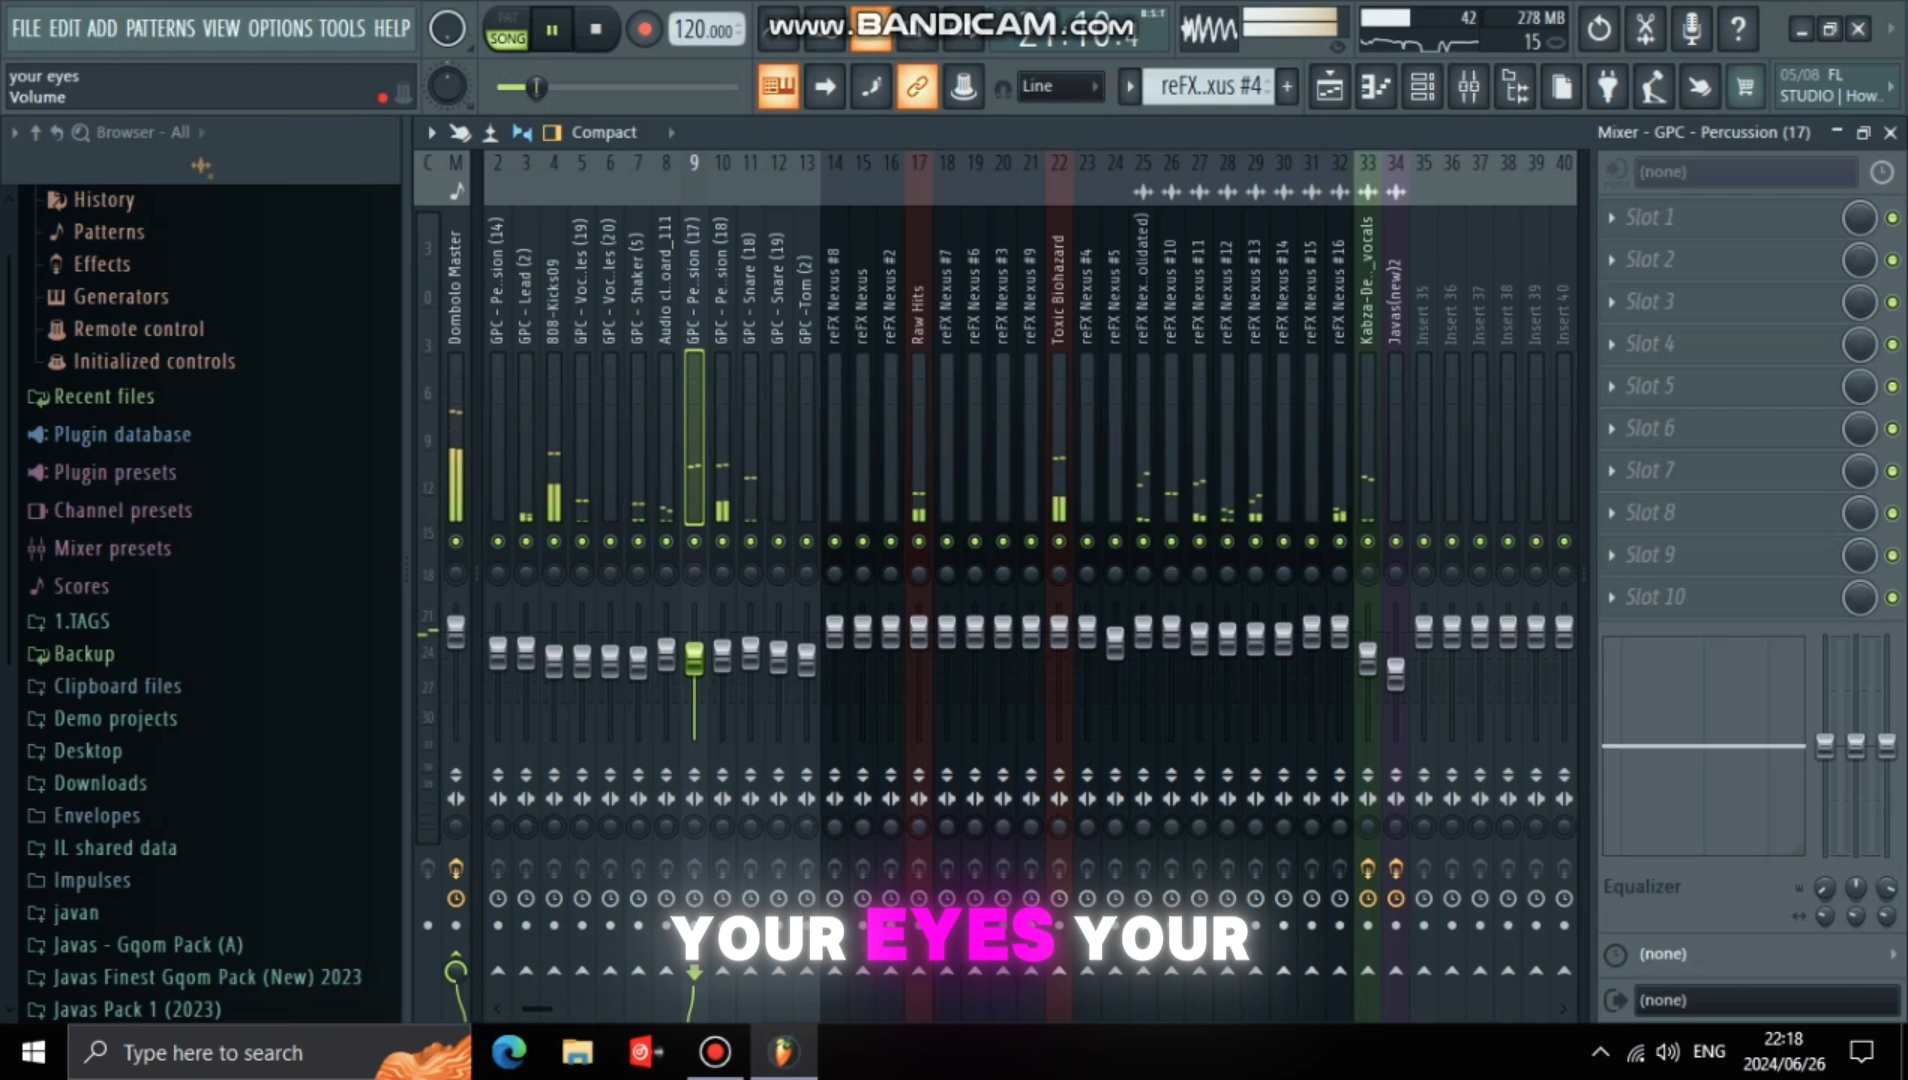 FILE EDIT ADD PATTERNS VIEW OPTIONS TOOLS HELP
PAT
SONG
120.000
www.BANDICAM.com
B:S:T
42
278 MB
15
your eyes
Volume
Line
reFX..xus #4
05/08 FL
STUDIO | How..
Browser - All
Compact
Mixer - GPC - Percussion (17)
History
Patterns
Effects
Generators
Remote control
Initialized controls
Recent files
Plugin database
Plugin presets
Channel presets
Mixer presets
Scores
1.TAGS
Backup
Clipboard files
Demo projects
Desktop
Downloads
Envelopes
IL shared data
Impulses
javan
Javas - Gqom Pack (A)
Javas Finest Gqom Pack (New) 2023
Javas Pack 1 (2023)
C M 2 3 4 5 6 7 8 9 10 11 12 13 14 15 16 17 18 19 20 21 22 23 24 25 26 27 28 29 30 31 32 33 34 35 36 37 38 39 40
Dombolo Master
GPC - Pe..sion (14)
GPC - Lead (2)
808-Kicks09
GPC - Voc..les (19)
GPC - Voc..les (20)
GPC - Shaker (5)
Audio cl..oard_111
GPC - Pe..sion (17)
GPC - Pe..sion (18)
GPC - Snare (18)
GPC - Snare (19)
GPC -Tom (2)
reFX Nexus #8
reFX Nexus
reFX Nexus #2
Raw Hits
reFX Nexus #7
reFX Nexus #6
reFX Nexus #3
reFX Nexus #9
Toxic Biohazard
reFX Nexus #4
reFX Nexus #5
reFX Nex..olidated)
reFX Nexus #10
reFX Nexus #11
reFX Nexus #12
reFX Nexus #13
reFX Nexus #14
reFX Nexus #15
reFX Nexus #16
Kabza-De.._vocals
Javas(new)2
Insert 35
Insert 36
Insert 37
Insert 38
Insert 39
Insert 40
3
0
3
6
9
12
15
18
21
24
27
30
(none)
Slot 1
Slot 2
Slot 3
Slot 4
Slot 5
Slot 6
Slot 7
Slot 8
Slot 9
Slot 10
Equalizer
(none)
(none)
YOUR EYES YOUR
Type here to search
ENG
22:18
2024/06/26